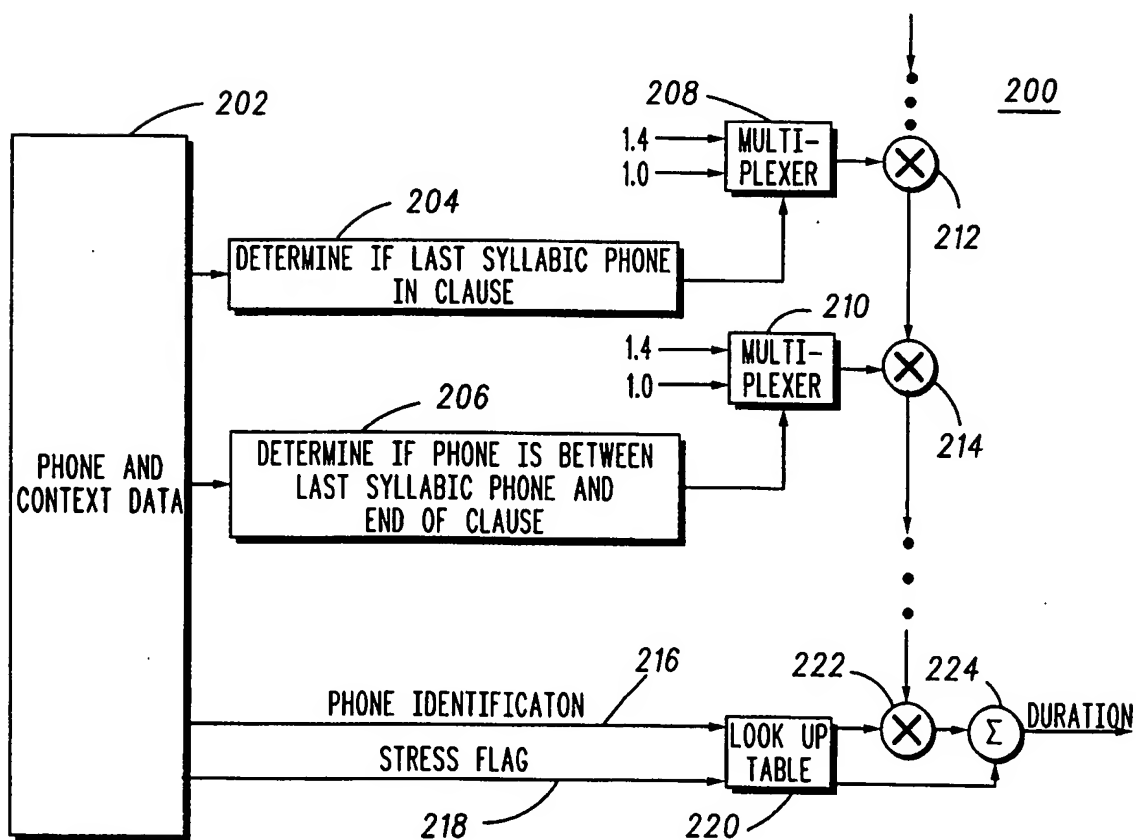 200
202
208
1.4
1.0
MULTI-
PLEXER
212
204
DETERMINE IF LAST SYLLABIC PHONE
IN CLAUSE
210
1.4
1.0
MULTI-
PLEXER
214
206
DETERMINE IF PHONE IS BETWEEN
LAST SYLLABIC PHONE AND
END OF CLAUSE
PHONE AND
CONTEXT DATA
216
PHONE IDENTIFICATON
STRESS FLAG
218
LOOK UP
TABLE
220
222
224
Σ
DURATION